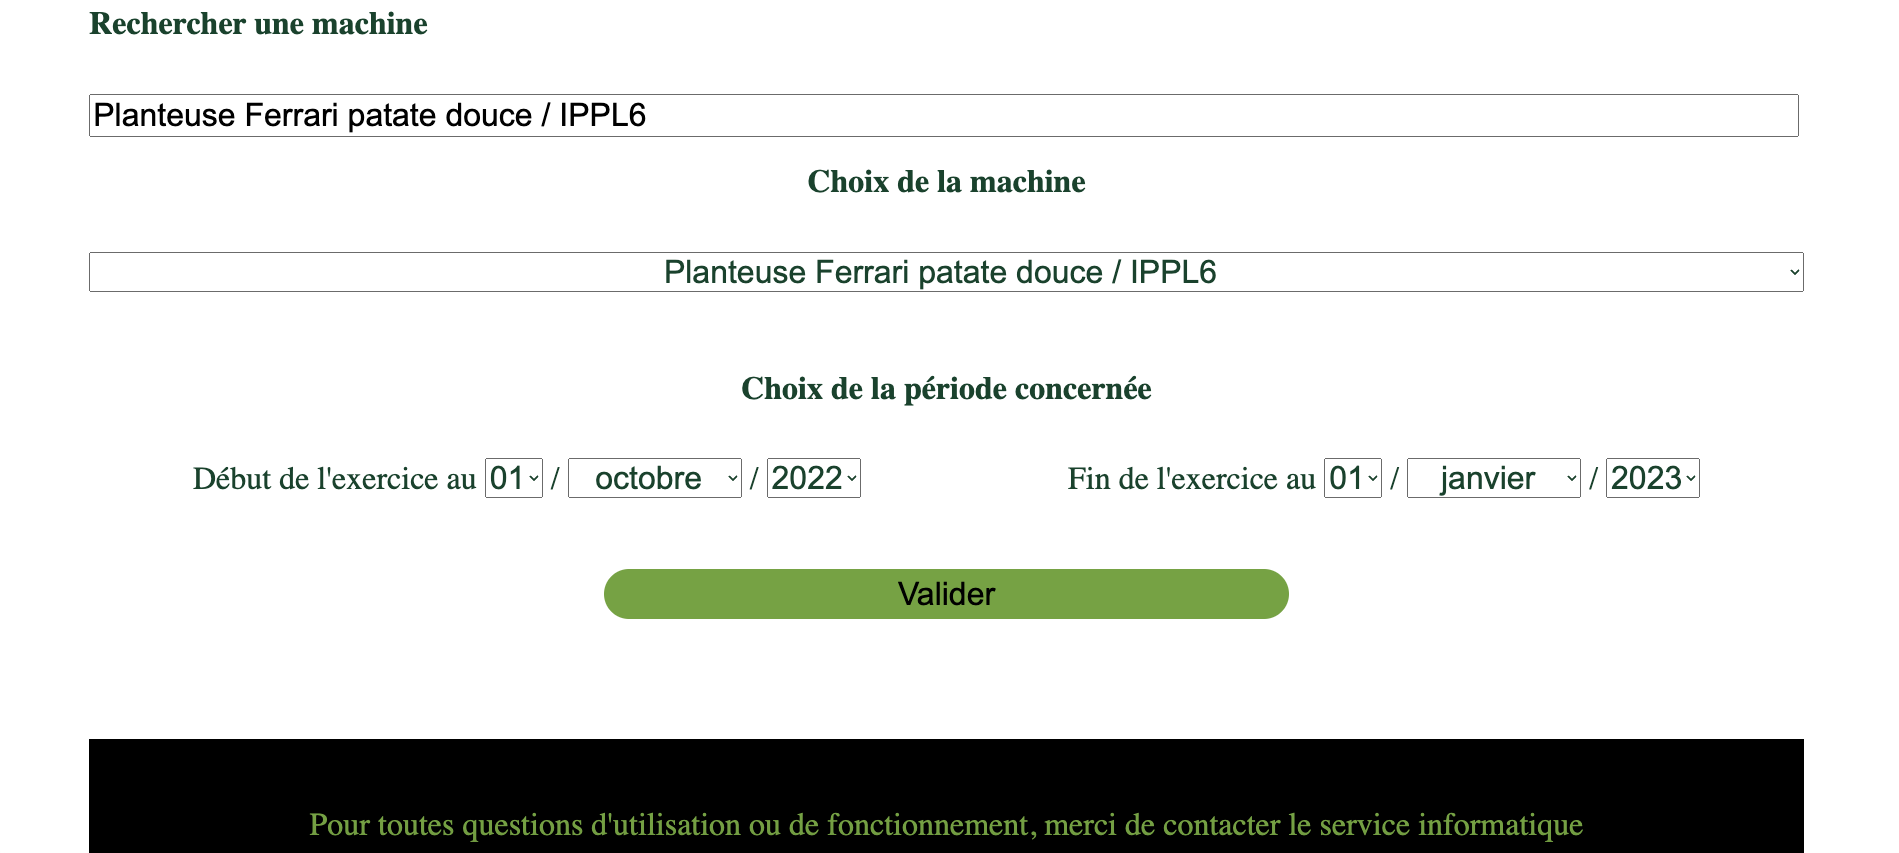 Rechercher une machine
Planteuse Ferrari patate douce / IPPL6
Choix de la machine
Planteuse Ferrari patate douce / IPPL6
Choix de la période concernée
Début de l'exercice au 01 / octobre / 2022 Fin de l'exercice au 01 / janvier / 2023
Valider
Pour toutes questions d'utilisation ou de fonctionnement, merci de contacter le service informatique